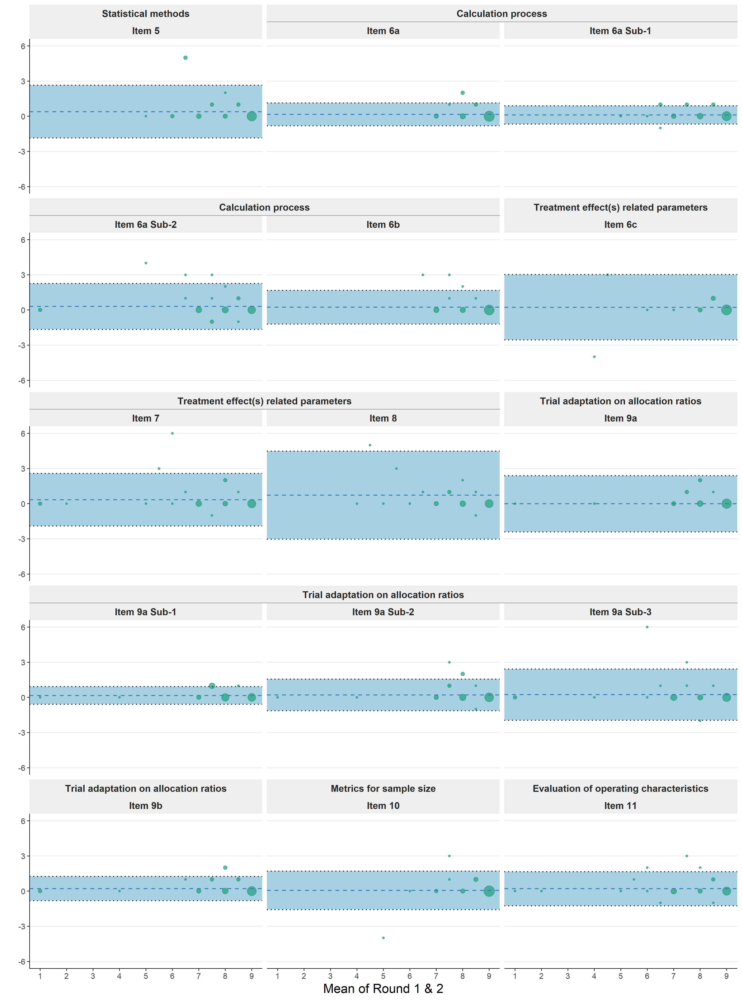 Statistical methods
Calculation process
Item 5
Item 6a
Item 6a Sub-1
6
3
0
-3
-6
Calculation process
Treatment effect(s) related parameters
Item 6a Sub-2
Item 6b
Item 6c
6
3
0
-3
-6
Treatment effect(s) related parameters
Trial adaptation on allocation ratios
Item 7
Item 8
Item 9a
6
3
0
-3
-6
Trial adaptation on allocation ratios
Item 9a Sub-1
Item 9a Sub-2
Item 9a Sub-3
6
3
0
-3
-6
Trial adaptation on allocation ratios
Metrics for sample size
Evaluation of operating characteristics
Item 9b
Item 10
Item 11
6
3
0
-3
-6
1 2 3 4 5 6 7 8 9
1 2 3 4 5 6 7 8 9
1 2 3 4 5 6 7 8 9
Mean of Round 1 & 2